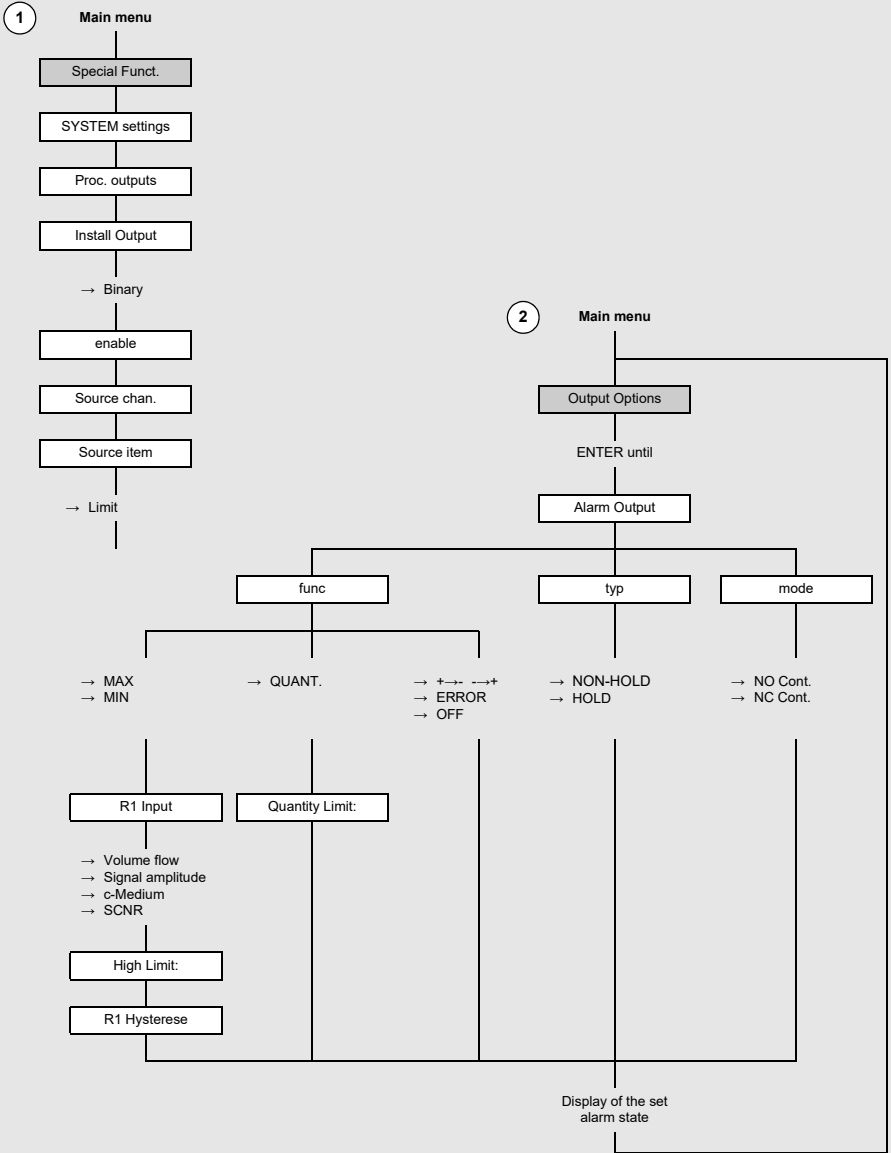 1
Main menu
Special Funct.
SYSTEM settings
Proc. outputs
Install Output
→ Binary
enable
Source chan.
Source item
→ Limit
2
Main menu
Output Options
ENTER until
Alarm Output
func
typ
mode
→ MAX
→ MIN
→ QUANT.
→ +→- -→+
→ ERROR
→ OFF
→ NON-HOLD
→ HOLD
→ NO Cont.
→ NC Cont.
R1 Input
Quantity Limit:
→ Volume flow
→ Signal amplitude
→ c-Medium
→ SCNR
High Limit:
R1 Hysterese
Display of the set
alarm state